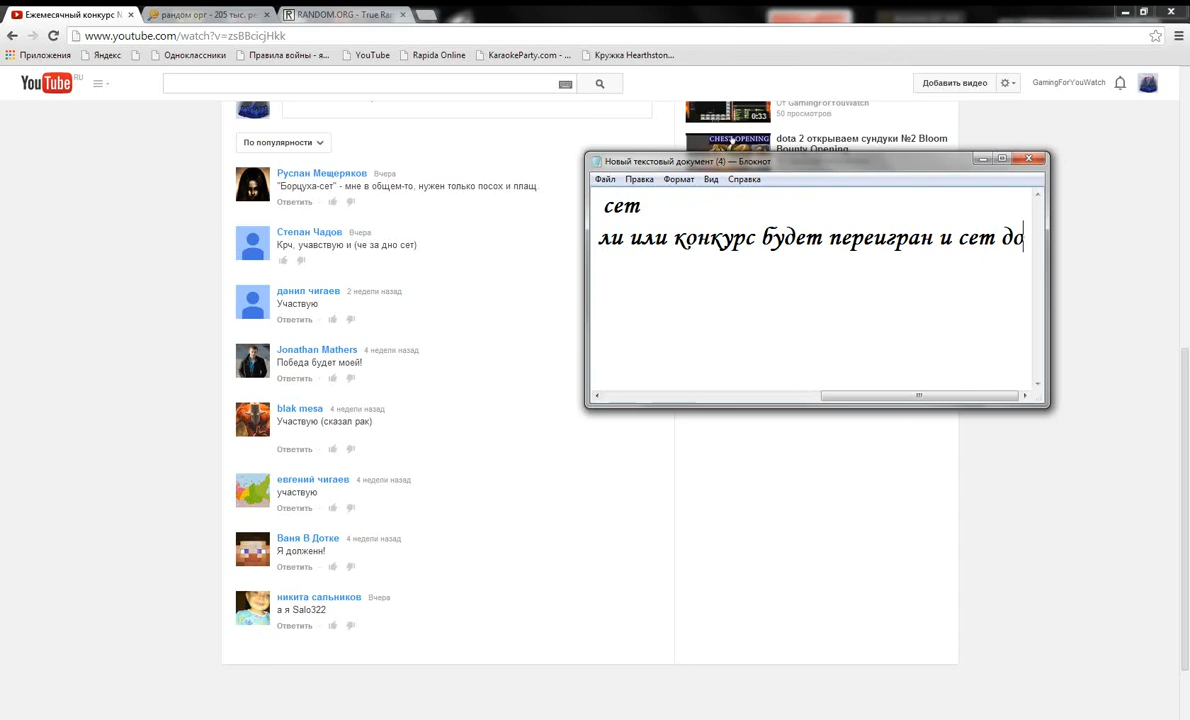 Ежемесячный конкурс N
рандом орг - 205 тыс. ре
RANDOM.ORG - True Ra
www.youtube.com/watch?v=zsBBcicjHkk
Приложения Яндекс Одноклассники Правила войны - я... YouTube Rapida Online KaraokeParty.com - ... Кружка Hearthston...
YouTube RU
Добавить видео
GamingForYouWatch
По популярности
Руслан Мещеряков Вчера
"Борцуха-сет" - мне в общем-то, нужен только посох и плащ.
Ответить
Степан Чадов Вчера
Крч, учавствую и (че за дно сет)
данил чигаев 2 недели назад
Участвую
Ответить
Jonathan Mathers 4 недели назад
Победа будет моей!
Ответить
blak mesa 4 недели назад
Участвую (сказал рак)
Ответить
евгений чигаев 4 недели назад
участвую
Ответить
Ваня В Дотке 4 недели назад
Я долженн!
Ответить
никита сальников Вчера
а я Salo322
Ответить
0:33
От GamingForYouWatch
50 просмотров
CHEST OPENING
dota 2 открываем сундуки №2 Bloom
Bounty Opening
Новый текстовый документ (4) — Блокнот
Файл Правка Формат Вид Справка
сет
ли или конкурс будет переигран и сет до